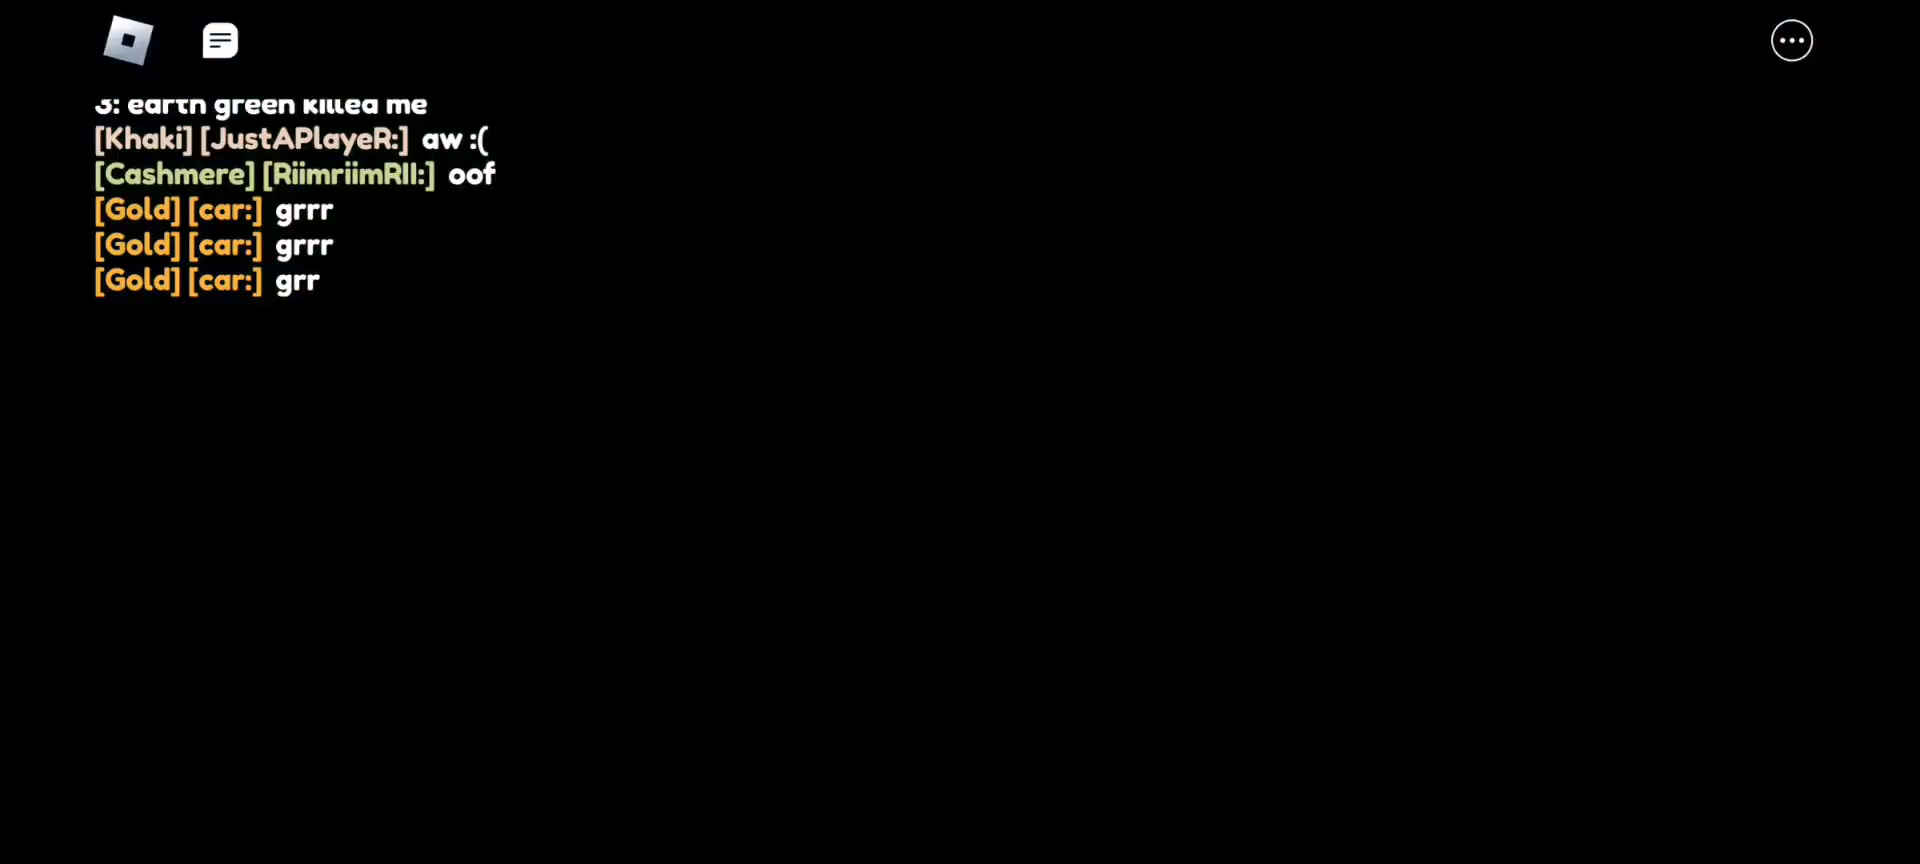 3: earth green killed me
[Khaki] [JustAPlayeR:] aw :(
[Cashmere] [RiimriimRII:] oof
[Gold] [car:] grrr
[Gold] [car:] grrr
[Gold] [car:] grr